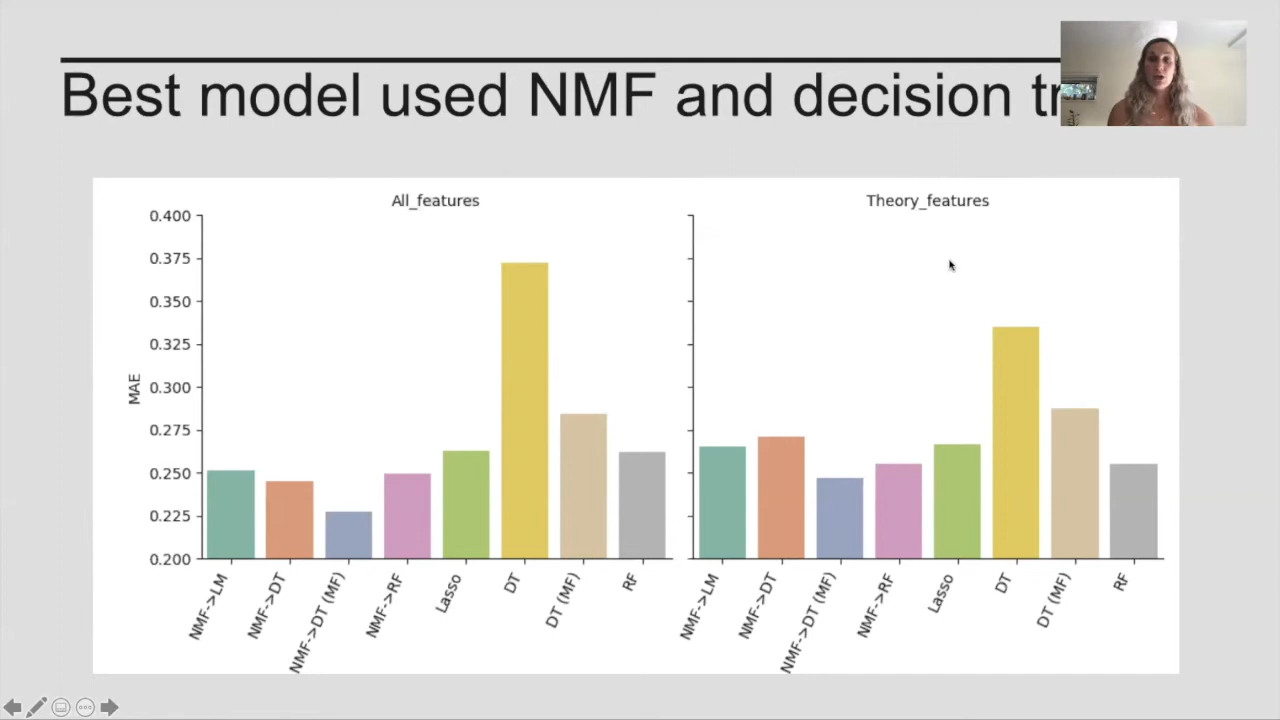 Best model used NMF and decision tr
All_features
Theory_features
0.400
0.375
0.350
0.325
0.300
0.275
0.250
0.225
0.200
MAE
NMF->LM
NMF->DT
NMF->DT (MF)
NMF->RF
Lasso
DT
DT (MF)
RF
NMF->LM
NMF->DT
NMF->DT (MF)
NMF->RF
Lasso
DT
DT (MF)
RF